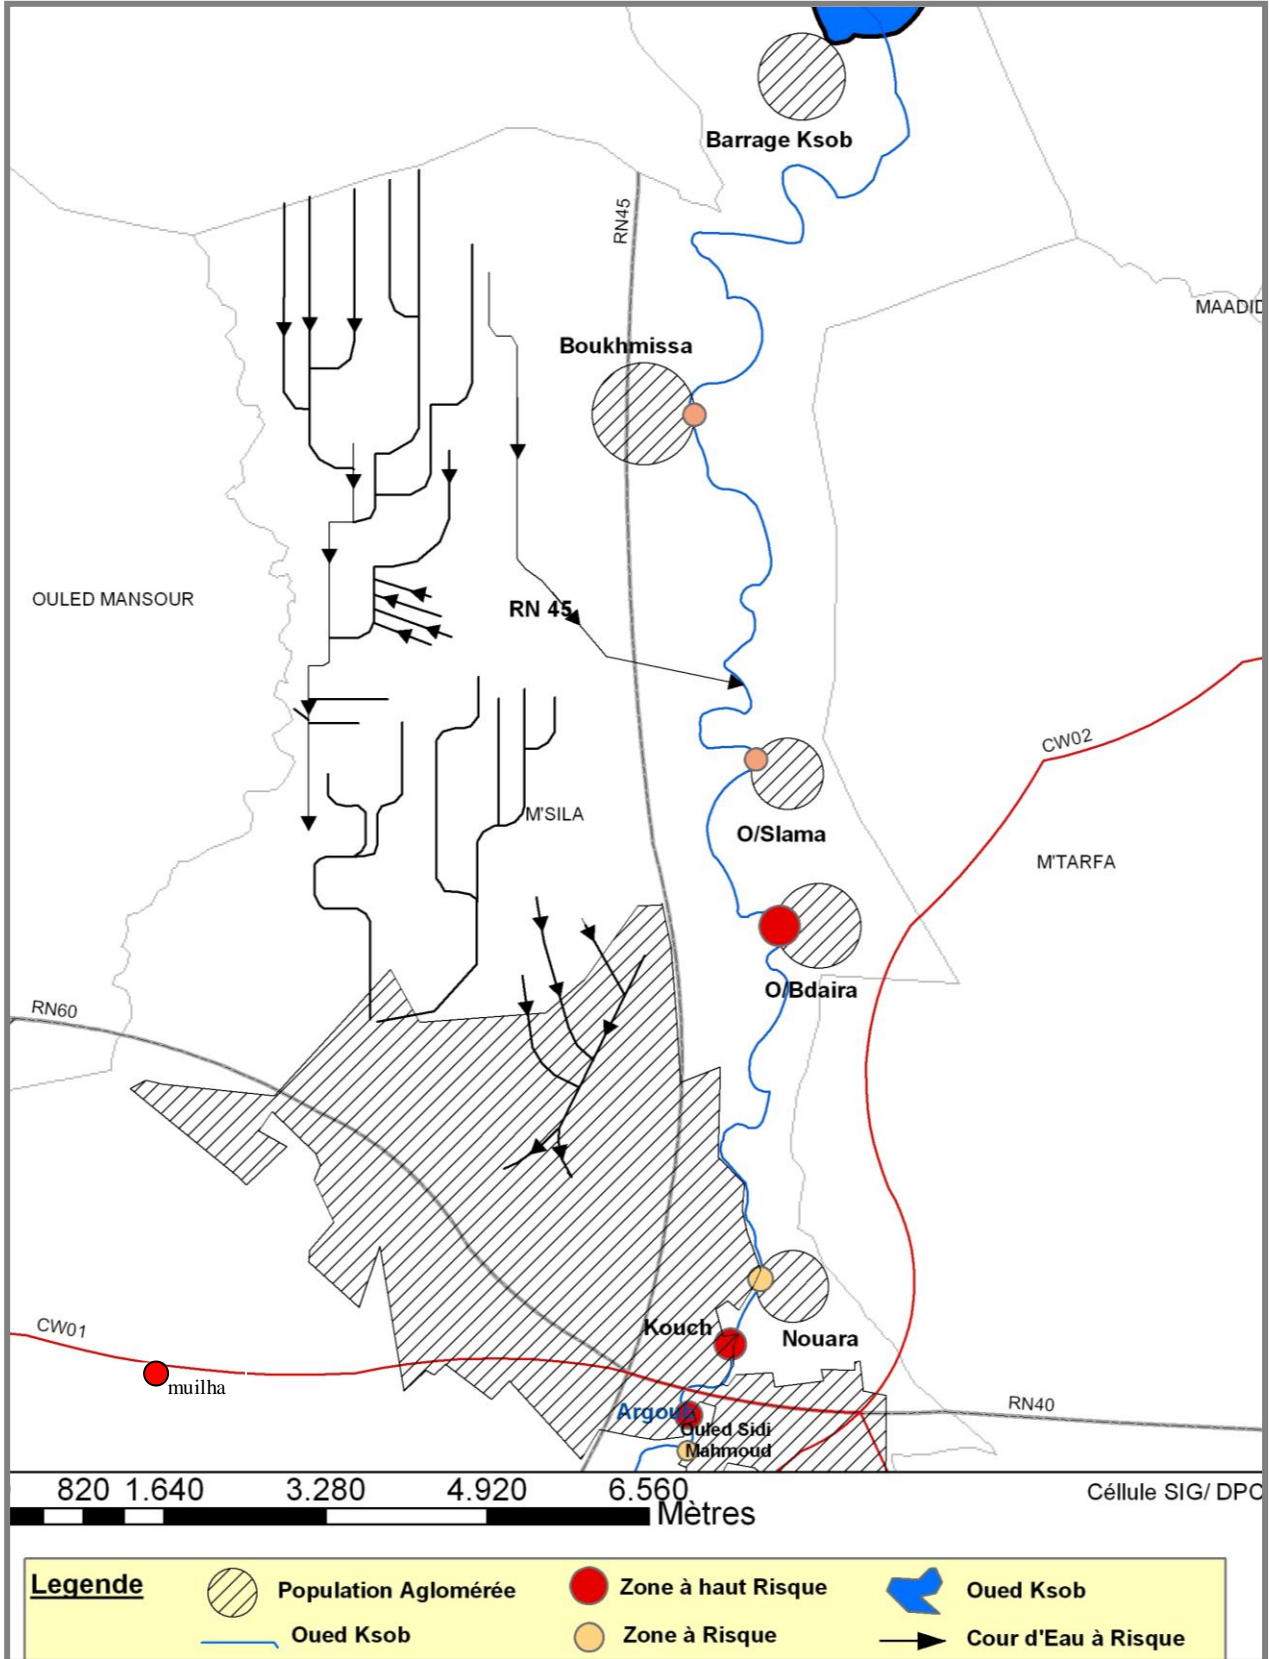 Barrage Ksob
RN45
MAADID
Boukhmissa
OULED MANSOUR
RN 45
CW02
M'SILA
O/Slama
M'TARFA
O/Bdaira
RN60
CW01
muilha
Kouch
Nouara
Argoub
Ouled Sidi
Mahmoud
RN40
820 1.640 3.280 4.920 6.560
Mètres
Céllule SIG/ DPC
Legende
Population Aglomérée
Zone à haut Risque
Oued Ksob
Oued Ksob
Zone à Risque
Cour d'Eau à Risque